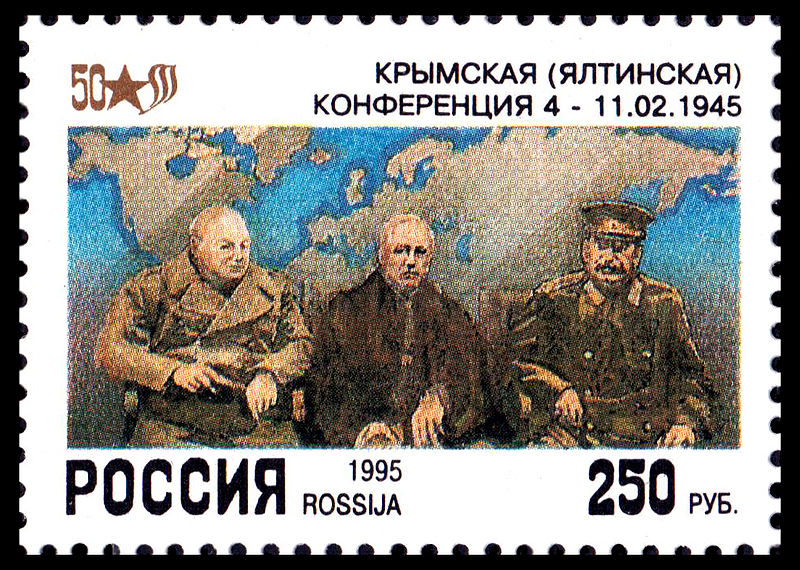 50
КРЫМСКАЯ (ЯЛТИНСКАЯ)
КОНФЕРЕНЦИЯ 4 - 11.02.1945
РОССИЯ
1995
ROSSIJA
250 РУБ.